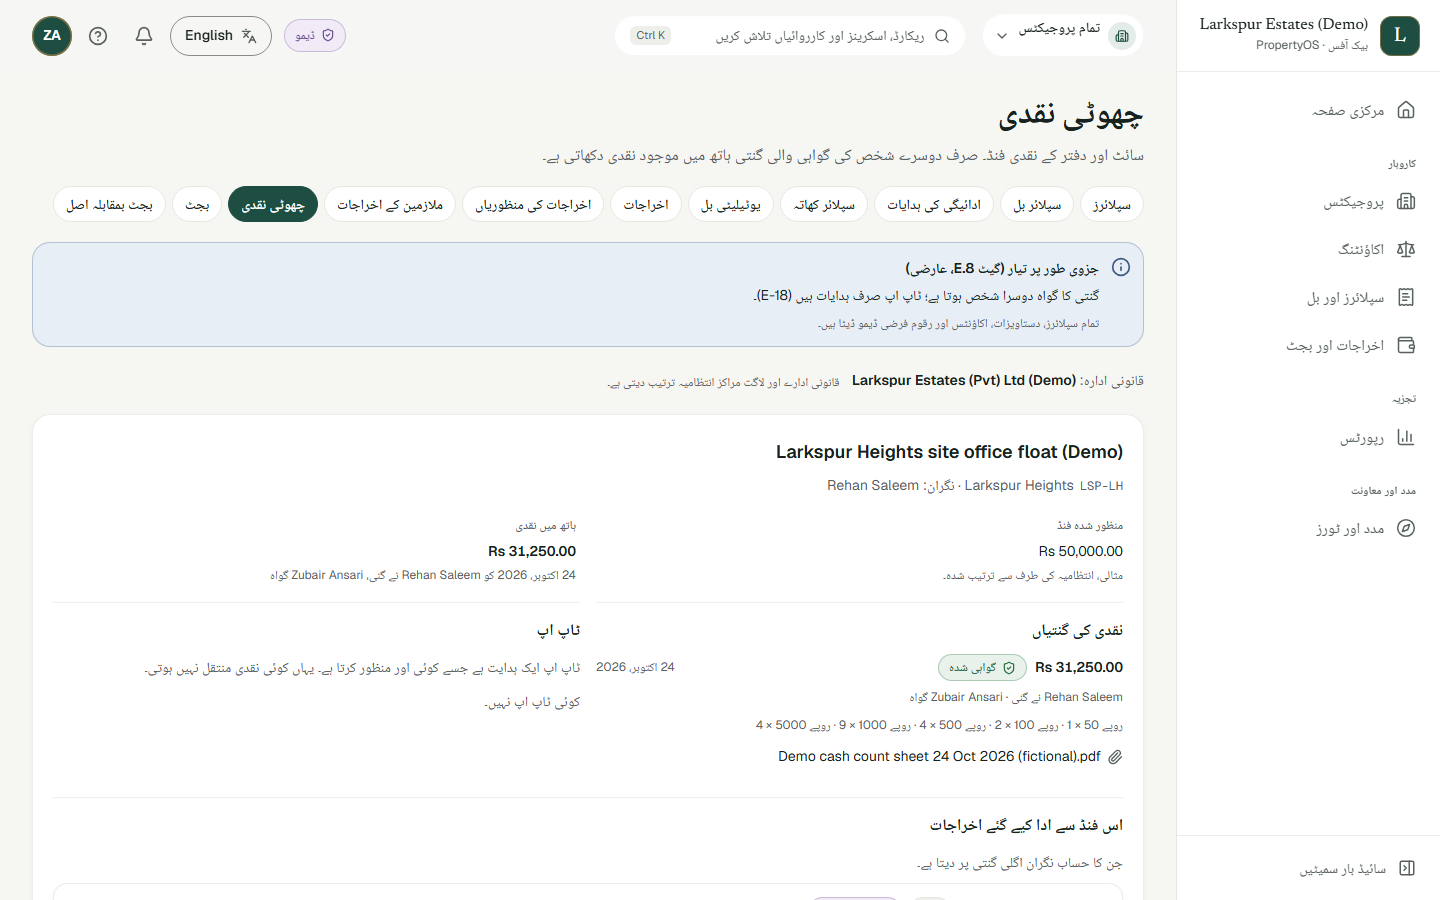 Larkspur Estates (Demo)
بیک آفس · PropertyOS
L
مرکزی صفحہ
کاروبار
پروجیکٹس
اکاؤنٹنگ
سپلائرز اور بل
اخراجات اور بجٹ
تجزیہ
رپورٹس
مدد اور معاونت
مدد اور ٹورز
سائیڈ بار سمیٹیں
تمام پروجیکٹس
ریکارڈ، اسکرینز اور کارروائیاں تلاش کریں
Ctrl K
ڈیمو
English
ZA
چھوٹی نقدی
سائٹ اور دفتر کے نقدی فنڈ۔ صرف دوسرے شخص کی گواہی والی گنتی ہاتھ میں موجود نقدی دکھاتی ہے۔
سپلائرز
سپلائر بل
ادائیگی کی ہدایات
سپلائر کھاتہ
یوٹیلیٹی بل
اخراجات
اخراجات کی منظوریاں
ملازمین کے اخراجات
چھوٹی نقدی
بجٹ
بجٹ بمقابلہ اصل
جزوی طور پر تیار (گیٹ E.8، عارضی)
گنتی کا گواہ دوسرا شخص ہوتا ہے؛ ٹاپ اپ صرف ہدایات ہیں (E-18)۔
تمام سپلائرز، دستاویزات، اکاؤنٹس اور رقوم فرضی ڈیمو ڈیٹا ہیں۔
قانونی ادارہ: Larkspur Estates (Pvt) Ltd (Demo) قانونی ادارے اور لاگت مراکز انتظامیہ ترتیب دیتی ہے۔
Larkspur Heights site office float (Demo)
LSP-LH Larkspur Heights · نگران: Rehan Saleem
منظور شدہ فنڈ
Rs 50,000.00
مثالی، انتظامیہ کی طرف سے ترتیب شدہ۔
ہاتھ میں نقدی
Rs 31,250.00
24 اکتوبر، 2026 کو Rehan Saleem نے گنی، Zubair Ansari گواہ
نقدی کی گنتیاں
Rs 31,250.00 گواہی شدہ
24 اکتوبر، 2026
Rehan Saleem نے گنی · Zubair Ansari گواہ
روپے 50 × 1 · روپے 100 × 2 · روپے 500 × 4 · روپے 1000 × 9 · روپے 5000 × 4
Demo cash count sheet 24 Oct 2026 (fictional).pdf
ٹاپ اپ
ٹاپ اپ ایک ہدایت ہے جسے کوئی اور منظور کرتا ہے۔ یہاں کوئی نقدی منتقل نہیں ہوتی۔
کوئی ٹاپ اپ نہیں۔
اس فنڈ سے ادا کیے گئے اخراجات
جن کا حساب نگران اگلی گنتی پر دیتا ہے۔